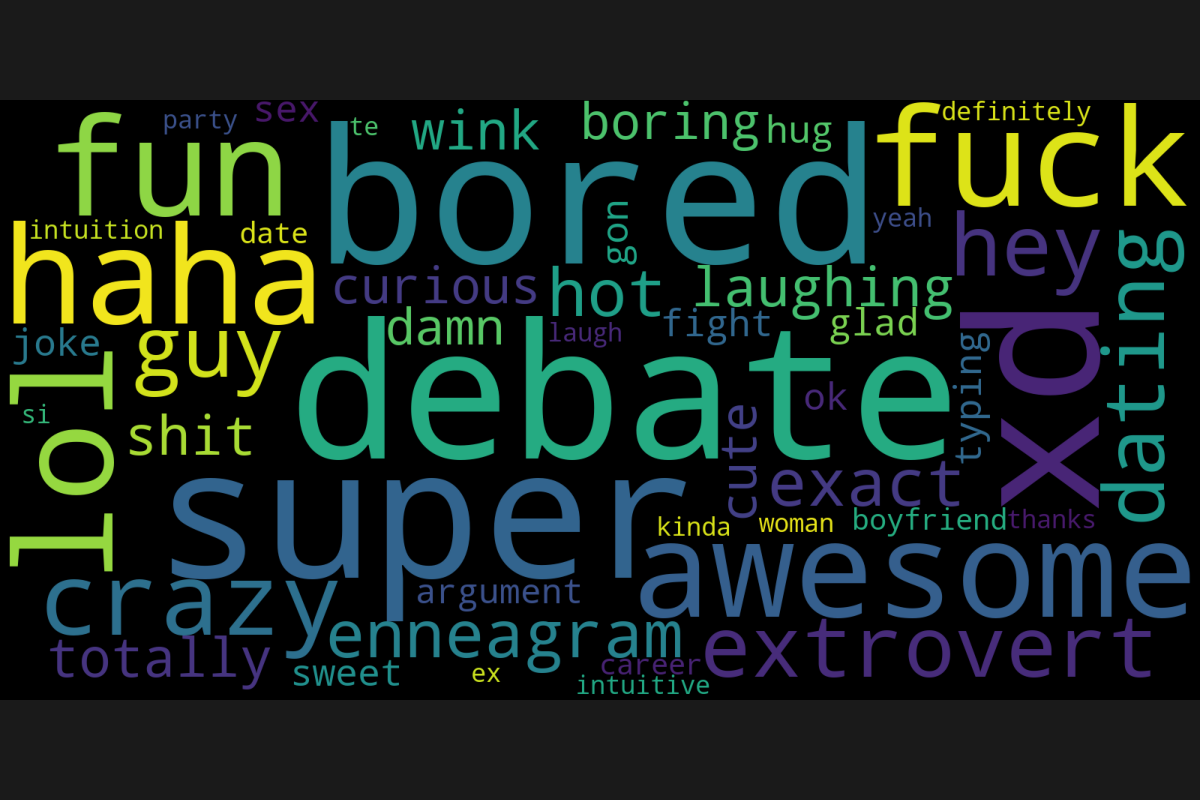 party
sex
te
wink
boring
hug
definitely
fun
bored
fuck
intuition
date
gon
yeah
haha
curious
hot
laughing
hey
dating
joke
guy
damn
laugh
fight
glad
xd
lol
si
shit
debate
ok
typing
cute
exact
super
kinda
woman
boyfriend
thanks
crazy
argument
awesome
totally
enneagram
extrovert
sweet
ex
career
intuitive